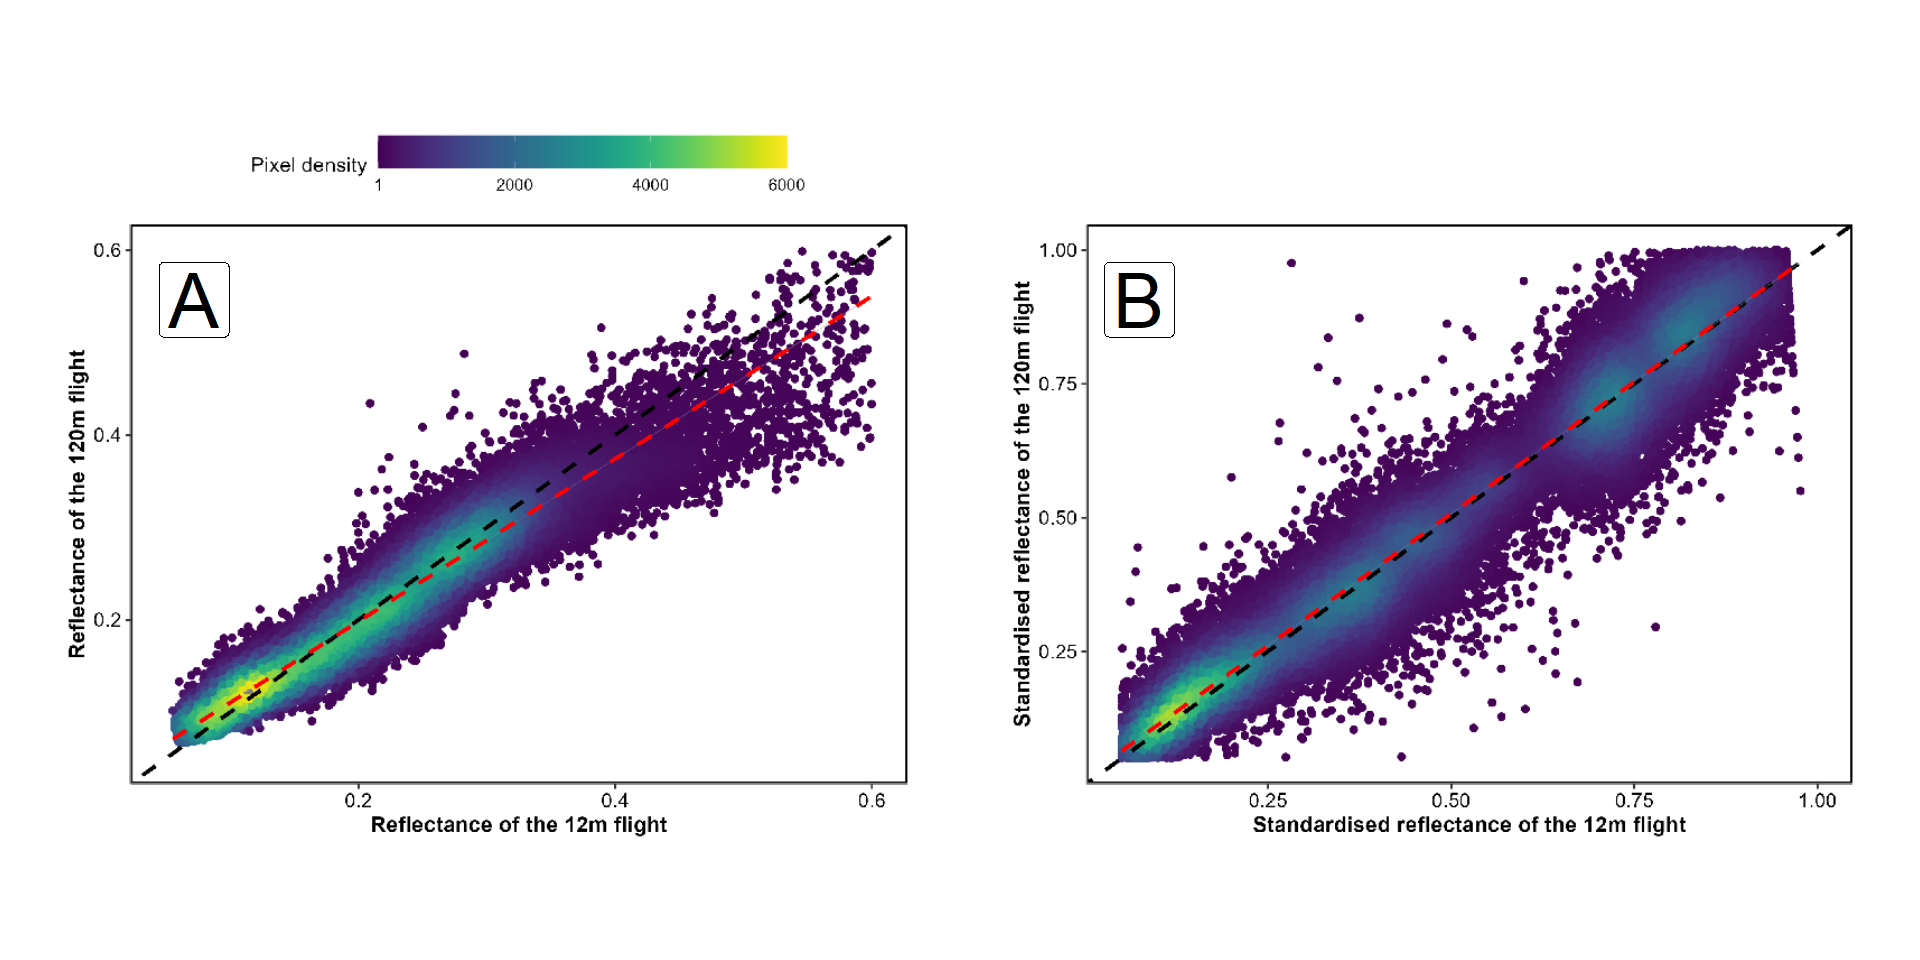 Pixel density
1 2000 4000 6000
A
0.6
0.4
0.2
Reflectance of the 120m flight
0.2 0.4 0.6
Reflectance of the 12m flight
B
1.00
0.75
0.50
0.25
Standardised reflectance of the 120m flight
0.25 0.50 0.75 1.00
Standardised reflectance of the 12m flight